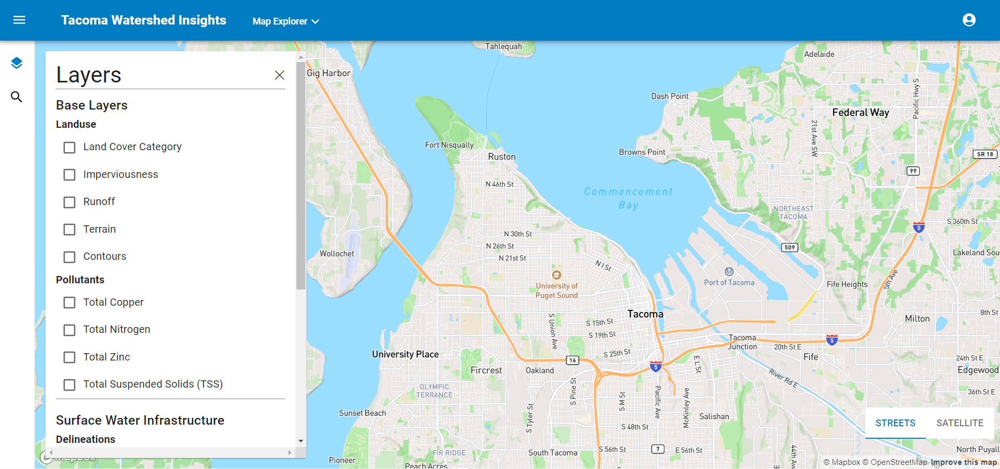 Tacoma Watershed Insights
Map Explorer
Layers
Base Layers
Landuse
Land Cover Category
Imperviousness
Runoff
Terrain
Contours
Pollutants
Total Copper
Total Nitrogen
Total Zinc
Total Suspended Solids (TSS)
Surface Water Infrastructure
Delineations
mapbox
Tahlequah
Adelaide
Gig Harbor
Dash Point
Pacific Hwy S
Federal Way
21st Ave SW
Fort Nisqually
Browns Point
Ruston
SR 18
99
N 46th St
Commencement
Bay
NORTHEAST
TACOMA
S 360th St
5
N 30th St
N 26th St
509
Wollochet
Lakeland Sou
N 21st St
N I St
University of
Puget Sound
Port of Tacoma
Fife Heights
5th Ave
Tacoma
S Union Ave
S 15th St
S 19th St
8th St
Milton
Tacoma
Junction
5
20th St E
University Place
S 25th St
16
Fife
24th St E
E L St
5
Fircrest
Oakland
Edgewood
River Rd E
OLYMPIC
TERRANCE
S Pine St
S M St
Pacific Ave
McKinley Ave
36th St E
Sunset Beach
S Tyler St
Salishan
S 48th St
STREETS
SATELLITE
FIR RIDGE
South Tacoma
S 56th St
7
E 56th St
44th Ave
North Puyall
Pioneer
Peach Acres
© Mapbox © OpenStreetMap Improve this map